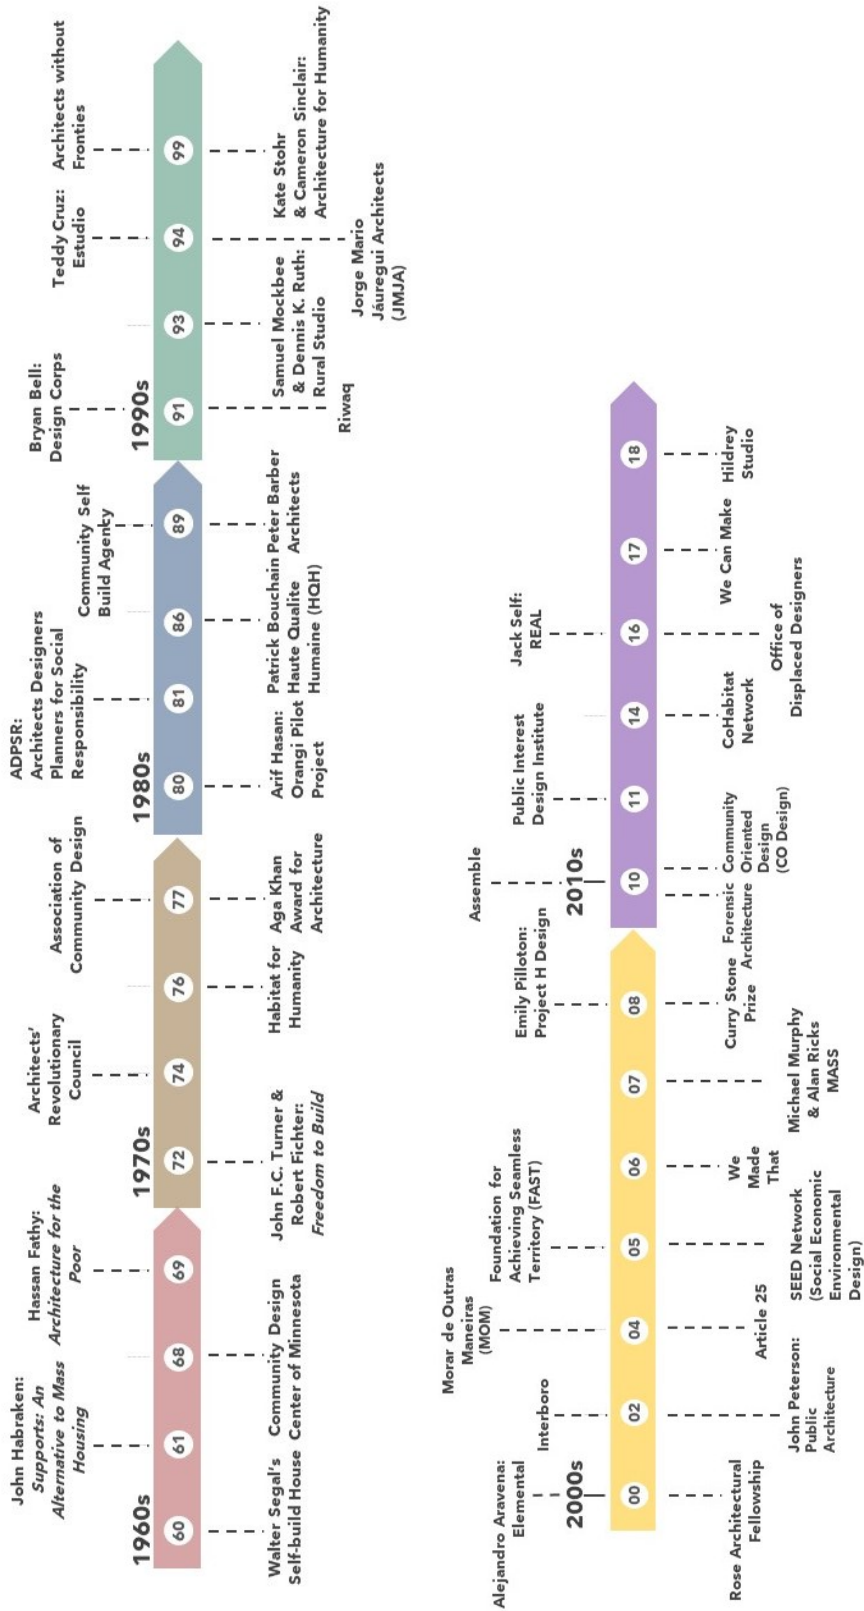 John Habraken:
Supports: An
Alternative to Mass
Housing
Hassan Fathy:
Architecture for the
Poor
Architects'
Revolutionary
Council
Association of
Community Design
ADPSR:
Architects Designers
Planners for Social
Responsibility
Community Self
Build Agency
Bryan Bell:
Design Corps
Teddy Cruz:
Estudio
Architects without
Fronties
1960s
1970s
1980s
1990s
60
61
68
69
72
74
76
77
80
81
86
89
91
93
94
99
Walter Segal's
Self-build House
Community Design
Center of Minnesota
John F.C. Turner &
Robert Fichter:
Freedom to Build
Habitat for
Humanity
Aga Khan
Award for
Architecture
Arif Hasan:
Orangi Pilot
Project
Patrick Bouchain
Haute Qualite
Humaine (HQH)
Peter Barber
Architects
Riwaq
Samuel Mockbee
& Dennis K. Ruth:
Rural Studio
Jorge Mario
Jáuregui Architects
(JMJA)
Kate Stohr
& Cameron Sinclair:
Architecture for Humanity
Alejandro Aravena:
Elemental
Interboro
Morar de Outras
Maneiras
(MOM)
Foundation for
Achieving Seamless
Territory (FAST)
Emily Pilloton:
Project H Design
Assemble
Public Interest
Design Institute
Jack Self:
REAL
2000s
2010s
00
02
04
05
06
07
08
10
11
14
16
17
18
Rose Architectural
Fellowship
John Peterson:
Public
Architecture
Article 25
SEED Network
(Social Economic
Environmental
Design)
We
Made
That
Michael Murphy
& Alan Ricks
MASS
Curry Stone
Prize
Forensic
Architecture
Community
Oriented
Design
(CO Design)
CoHabitat
Network
Office of
Displaced Designers
We Can Make
Hildrey
Studio